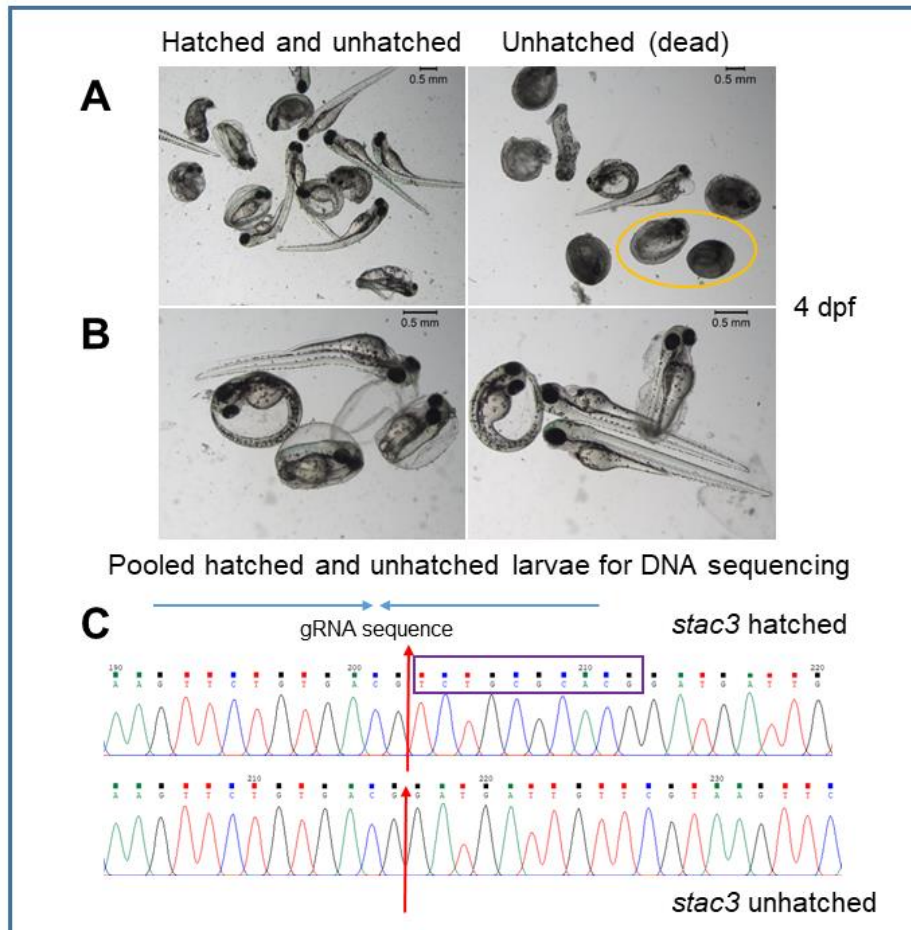 Hatched and unhatched Unhatched (dead)
A
0.5 mm 0.5 mm
4 dpf
B
0.5 mm 0.5 mm
Pooled hatched and unhatched larvae for DNA sequencing
C
gRNA sequence
stac3 hatched
190 200 210 220
A A G T T C T G T G A C G T C T G C G C A C G G A T G A T T G
210 220 230
A A G T T C T G T G A C G G A T G A T T G T T C G T A A G T T C
stac3 unhatched